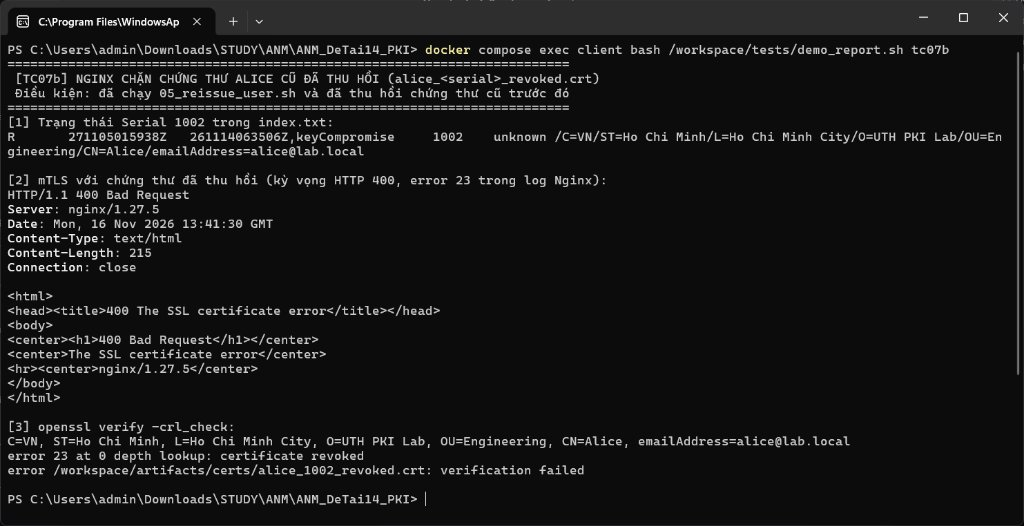 C:\Program Files\WindowsAp
PS C:\Users\admin\Downloads\STUDY\ANM\ANM_DeTai14_PKI> docker compose exec client bash /workspace/tests/demo_report.sh tc07b
======================================================================
[TC07b] NGINX CHẶN CHỨNG THƯ ALICE CŨ ĐÃ THU HỒI (alice_<serial>_revoked.crt)
Điều kiện: đã chạy 05_reissue_user.sh và đã thu hồi chứng thư cũ trước đó
======================================================================
[1] Trạng thái Serial 1002 trong index.txt:
R 271105015938Z 261114063506Z,keyCompromise 1002 unknown /C=VN/ST=Ho Chi Minh/L=Ho Chi Minh City/O=UTH PKI Lab/OU=En
gineering/CN=Alice/emailAddress=alice@lab.local
[2] mTLS với chứng thư đã thu hồi (kỳ vọng HTTP 400, error 23 trong log Nginx):
HTTP/1.1 400 Bad Request
Server: nginx/1.27.5
Date: Mon, 16 Nov 2026 13:41:30 GMT
Content-Type: text/html
Content-Length: 215
Connection: close
<html>
<head><title>400 The SSL certificate error</title></head>
<body>
<center><h1>400 Bad Request</h1></center>
<center>The SSL certificate error</center>
<hr><center>nginx/1.27.5</center>
</body>
</html>
[3] openssl verify -crl_check:
C=VN, ST=Ho Chi Minh, L=Ho Chi Minh City, O=UTH PKI Lab, OU=Engineering, CN=Alice, emailAddress=alice@lab.local
error 23 at 0 depth lookup: certificate revoked
error /workspace/artifacts/certs/alice_1002_revoked.crt: verification failed
PS C:\Users\admin\Downloads\STUDY\ANM\ANM_DeTai14_PKI>